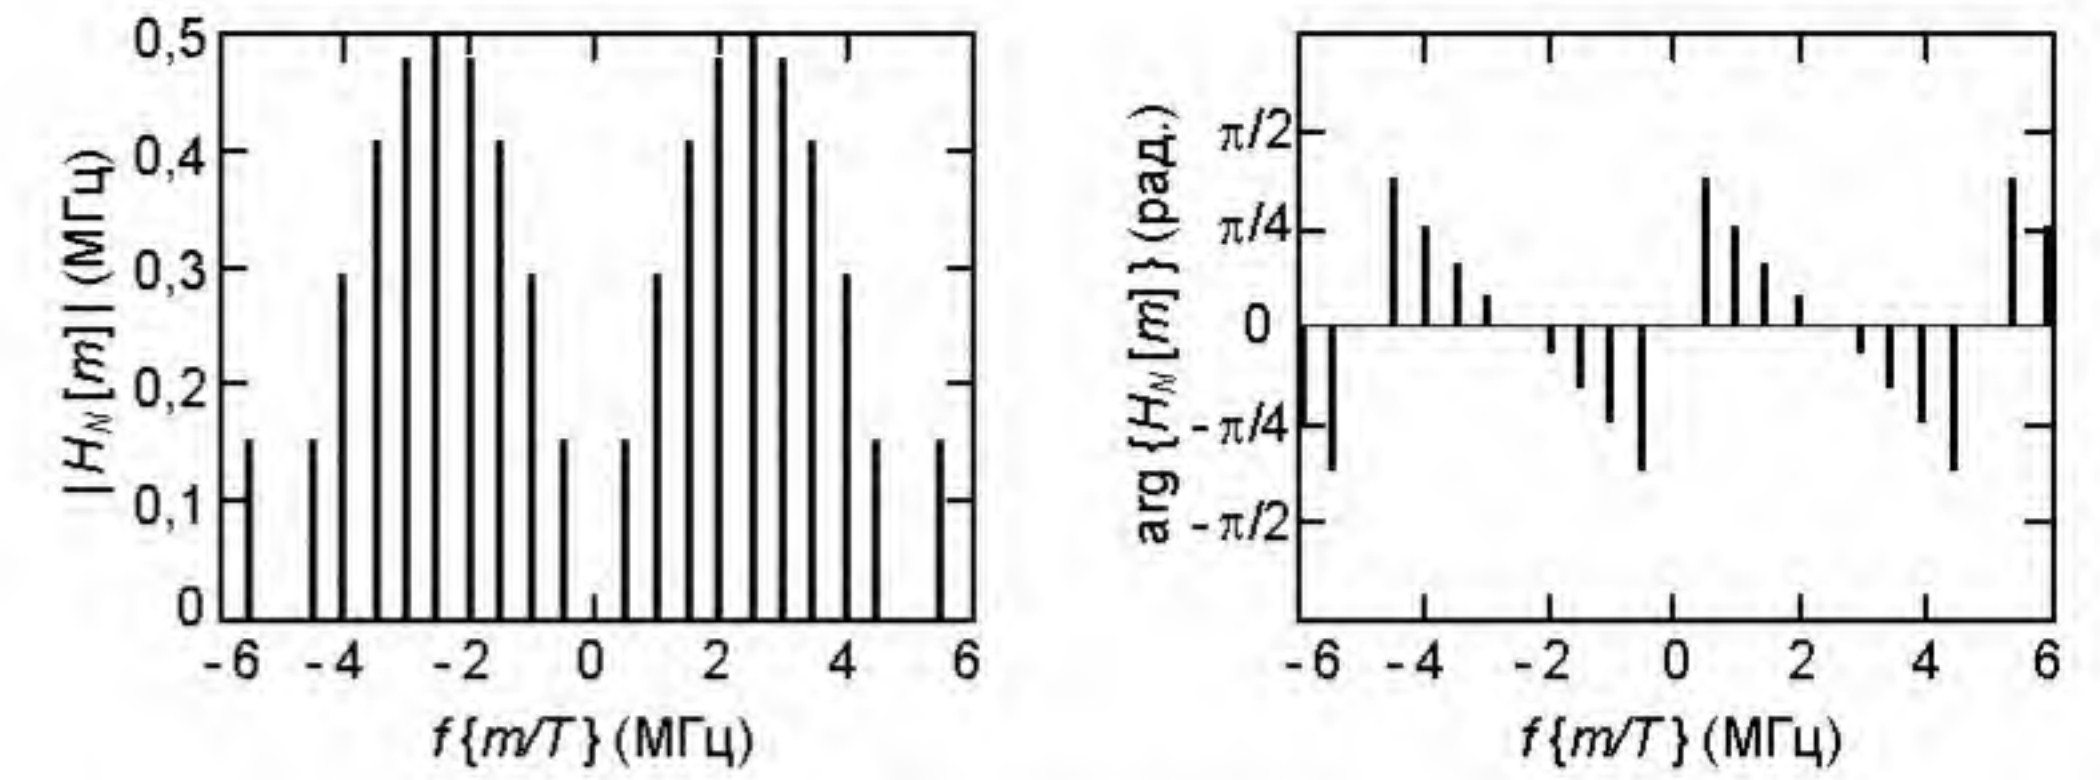 |H_N[m]| (МГц)
0,5
0,4
0,3
0,2
0,1
0
-6 -4 -2 0 2 4 6
f{m/T} (МГц)
arg {H_N[m]} (рад.)
π/2
π/4
0
-π/4
-π/2
-6 -4 -2 0 2 4 6
f{m/T} (МГц)